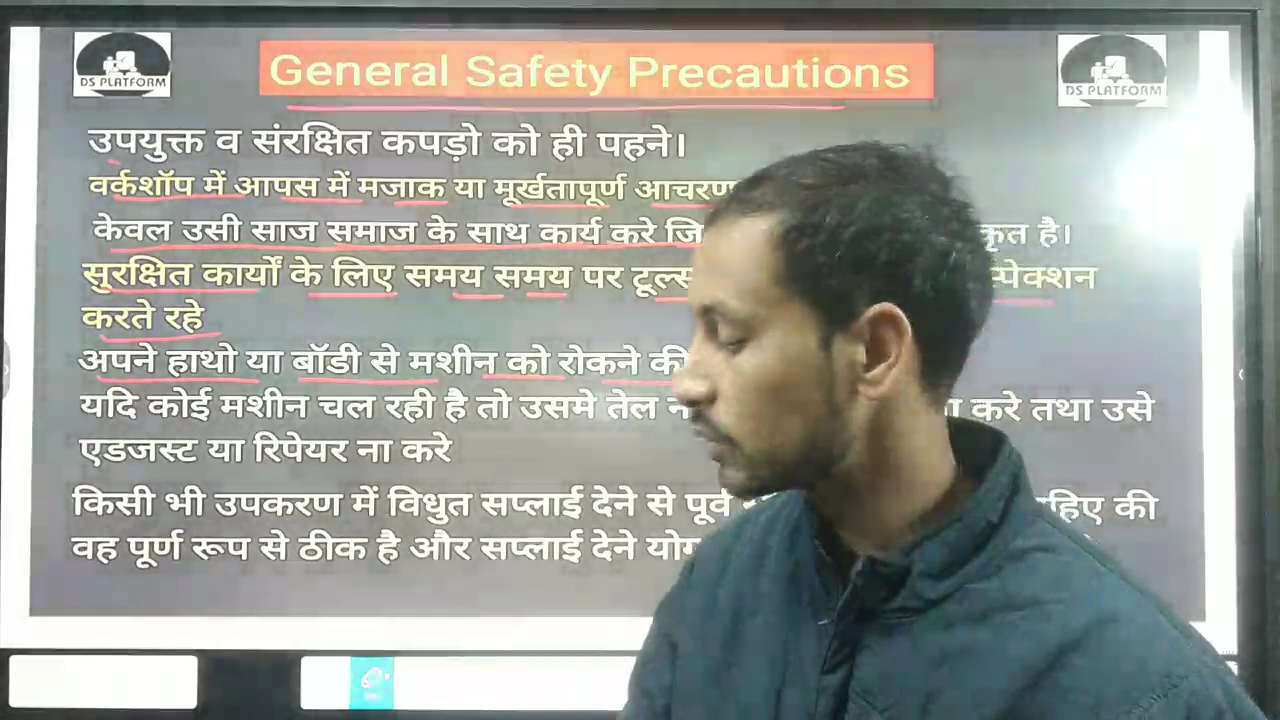 DS PLATFORM
General Safety Precautions
DS PLATFORM
उपयुक्त व संरक्षित कपड़ो को ही पहने।
वर्कशॉप में आपस में मजाक या मूर्खतापूर्ण
केवल उसी साज समाज के साथ कार्य करे है।
सुरक्षित कार्यों के लिए समय समय पर
करते रहे
अपने हाथो या बॉडी से मशीन को रोकने की
यदि कोई मशीन चल रही है तो उसमे तेल करे तथा उसे
एडजस्ट या रिपेयर ना करे
किसी भी उपकरण में विधुत सप्लाई देने से पूर्व की
वह पूर्ण रूप से ठीक है और सप्लाई देने